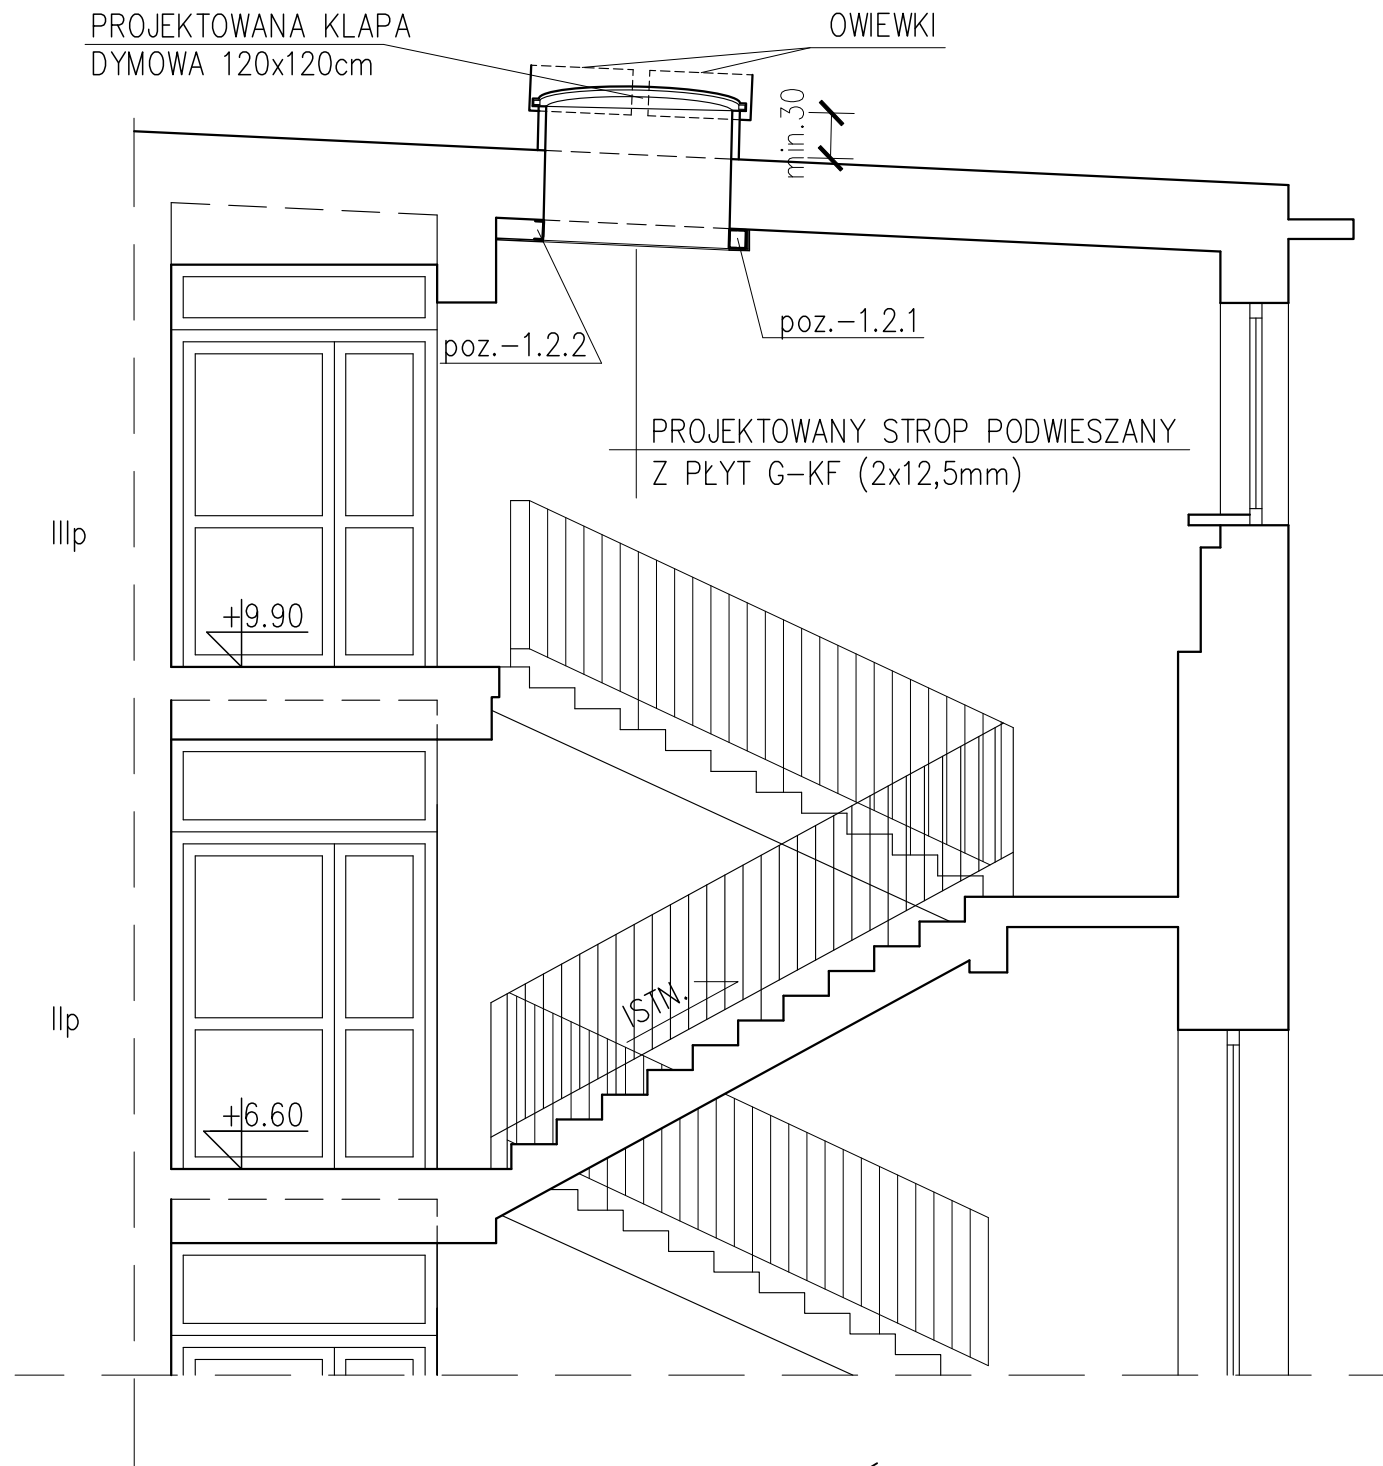 PROJEKTOWANA KLAPA
DYMOWA 120x120cm
OWIEWKI
min.30
poz.-1.2.1
poz.-1.2.2
PROJEKTOWANY STROP PODWIESZANY
Z PŁYT G-KF (2x12,5mm)
IIIp
+9.90
ISTN.
IIp
+6.60